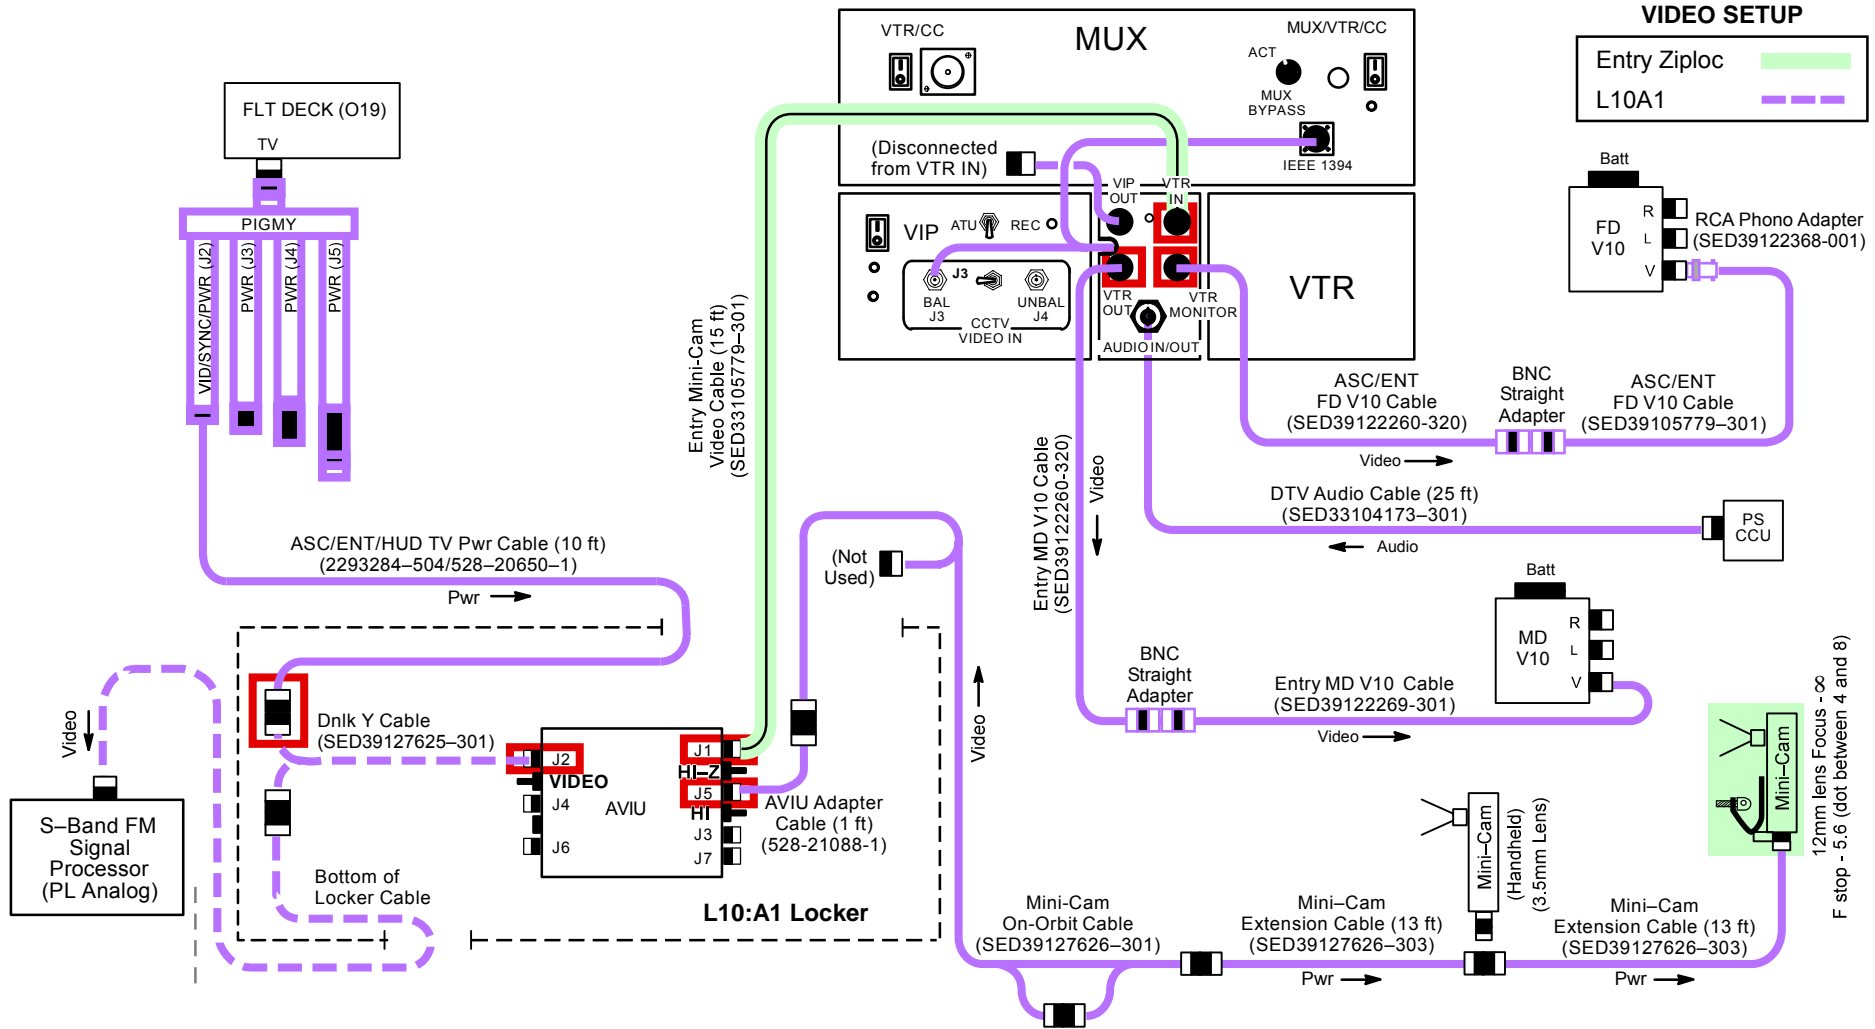 VIDEO SETUP
Entry Ziploc
L10A1
MUX
VTR/CC
MUX/VTR/CC
ACT
MUX
BYPASS
IEEE 1394
(Disconnected
from VTR IN)
FLT DECK (O19)
TV
PIGMY
VID/SYNC/PWR (J2)
PWR (J3)
PWR (J4)
PWR (J5)
VIP
OUT
VTR
IN
VIP
ATU
REC
J3
BAL
J3
UNBAL
J4
CCTV
VIDEO IN
VTR
OUT
VTR
MONITOR
AUDIO IN/OUT
VTR
Batt
FD
V10
R
L
V
RCA Phono Adapter
(SED39122368-001)
Entry Mini-Cam
Video Cable (15 ft)
(SED33105779–301)
ASC/ENT
FD V10 Cable
(SED39122260-320)
BNC
Straight
Adapter
ASC/ENT
FD V10 Cable
(SED39105779–301)
Video
Entry MD V10 Cable
(SED39122260-320)
Video
DTV Audio Cable (25 ft)
(SED33104173–301)
Audio
PS
CCU
ASC/ENT/HUD TV Pwr Cable (10 ft)
(2293284–504/528–20650–1)
Pwr
(Not
Used)
Batt
MD
V10
R
L
V
BNC
Straight
Adapter
Entry MD V10 Cable
(SED39122269-301)
Video
Video
Dnlk Y Cable
(SED39127625–301)
J2
VIDEO
J4
J6
AVIU
J1
HI–Z
J5
HI
J3
J7
AVIU Adapter
Cable (1 ft)
(528-21088-1)
Video
S–Band FM
Signal
Processor
(PL Analog)
Bottom of
Locker Cable
L10:A1 Locker
Mini-Cam
On-Orbit Cable
(SED39127626–301)
Mini–Cam
Extension Cable (13 ft)
(SED39127626–303)
Pwr
Mini–Cam
(Handheld)
(3.5mm Lens)
Mini–Cam
Extension Cable (13 ft)
(SED39127626–303)
Pwr
Mini–Cam
12mm lens Focus - ∞
F stop - 5.6 (dot between 4 and 8)